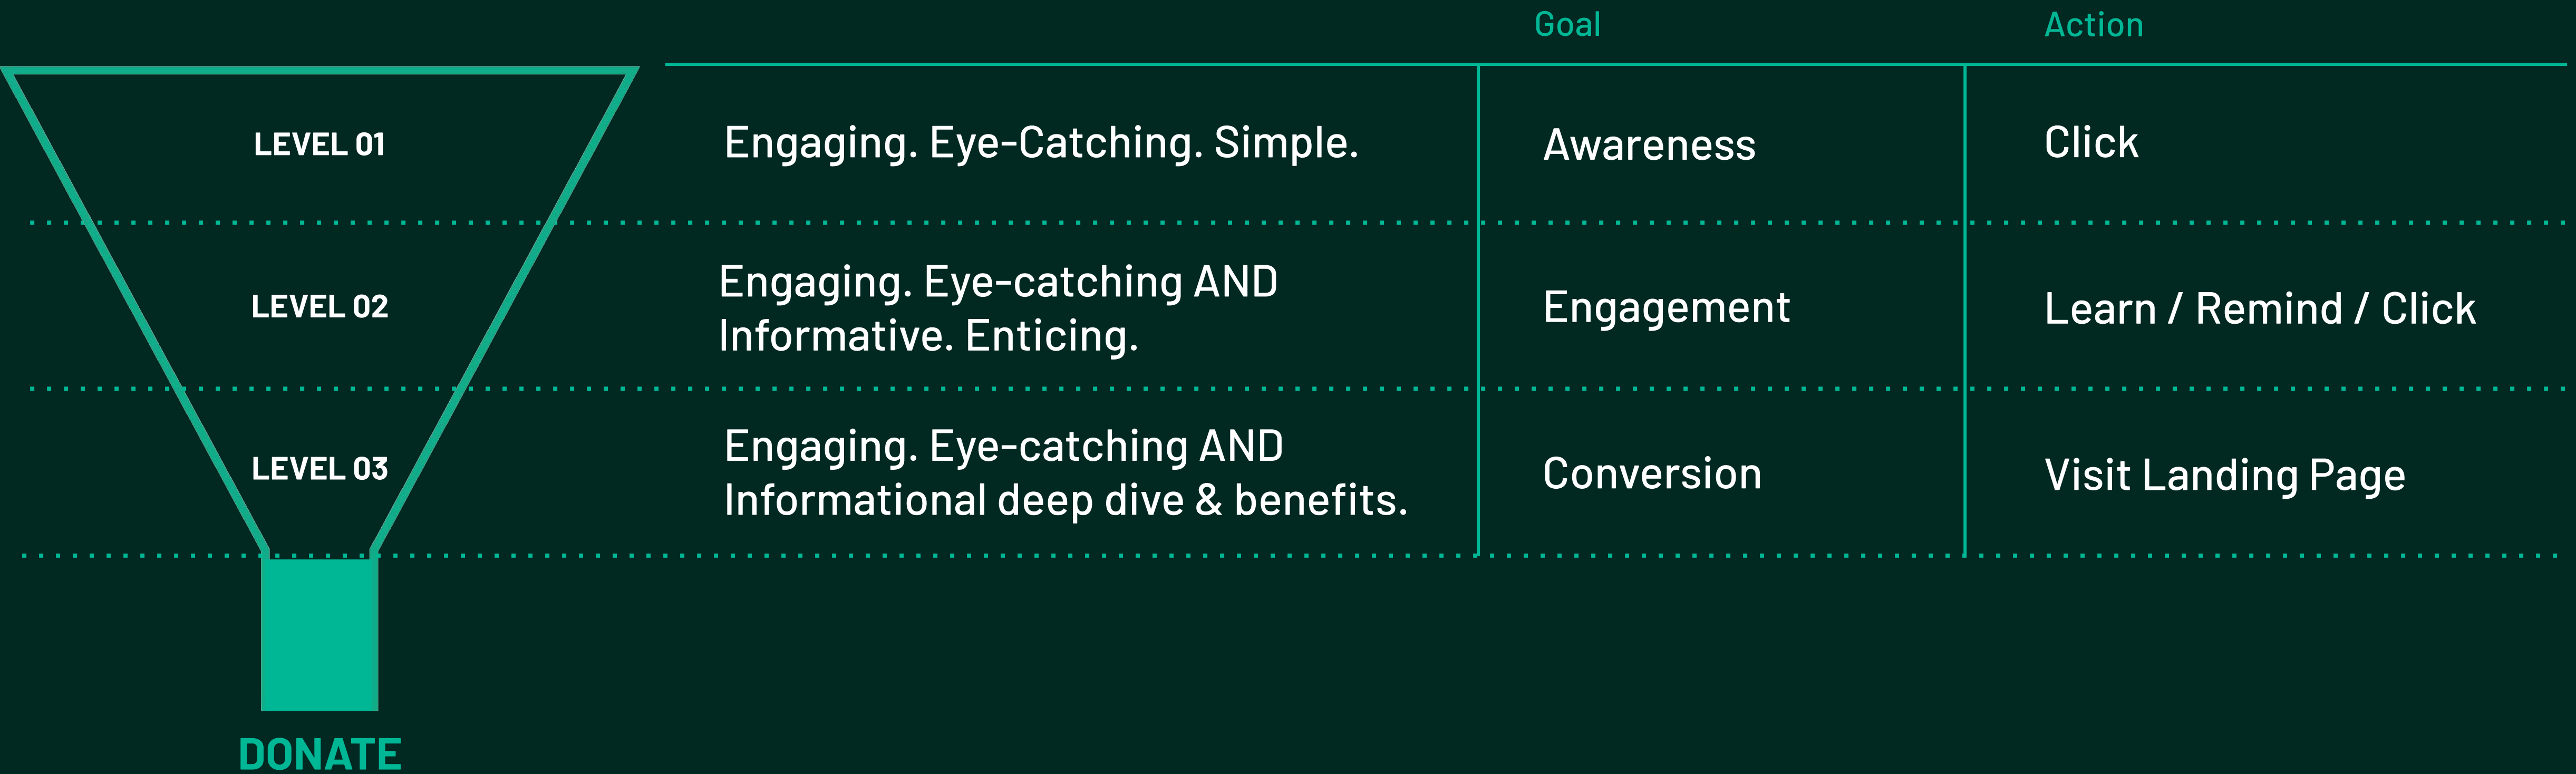 Goal
Action
LEVEL 01
Engaging. Eye-Catching. Simple.
Awareness
Click
LEVEL 02
Engaging. Eye-catching AND
Informative. Enticing.
Engagement
Learn / Remind / Click
LEVEL 03
Engaging. Eye-catching AND
Informational deep dive & benefits.
Conversion
Visit Landing Page
DONATE